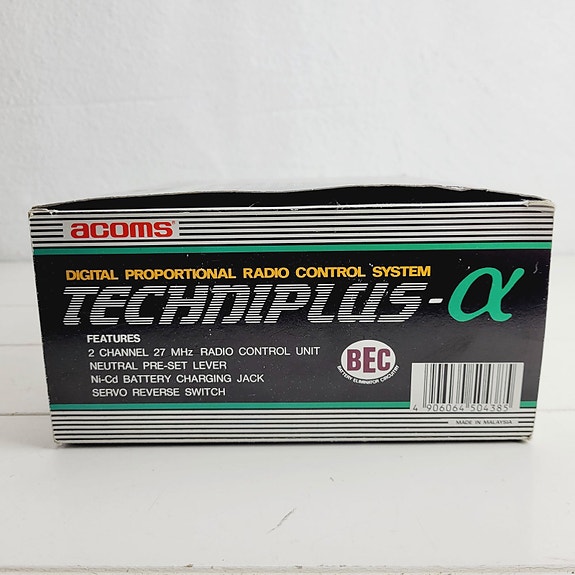 acoms
DIGITAL PROPORTIONAL RADIO CONTROL SYSTEM
TECHNIPLUS-α
FEATURES
2 CHANNEL 27 MHz RADIO CONTROL UNIT
NEUTRAL PRE-SET LEVER
Ni-Cd BATTERY CHARGING JACK
SERVO REVERSE SWITCH
BEC
BATTERY ELIMINATOR CIRCUITRY
4 906064 504385
MADE IN MALAYSIA